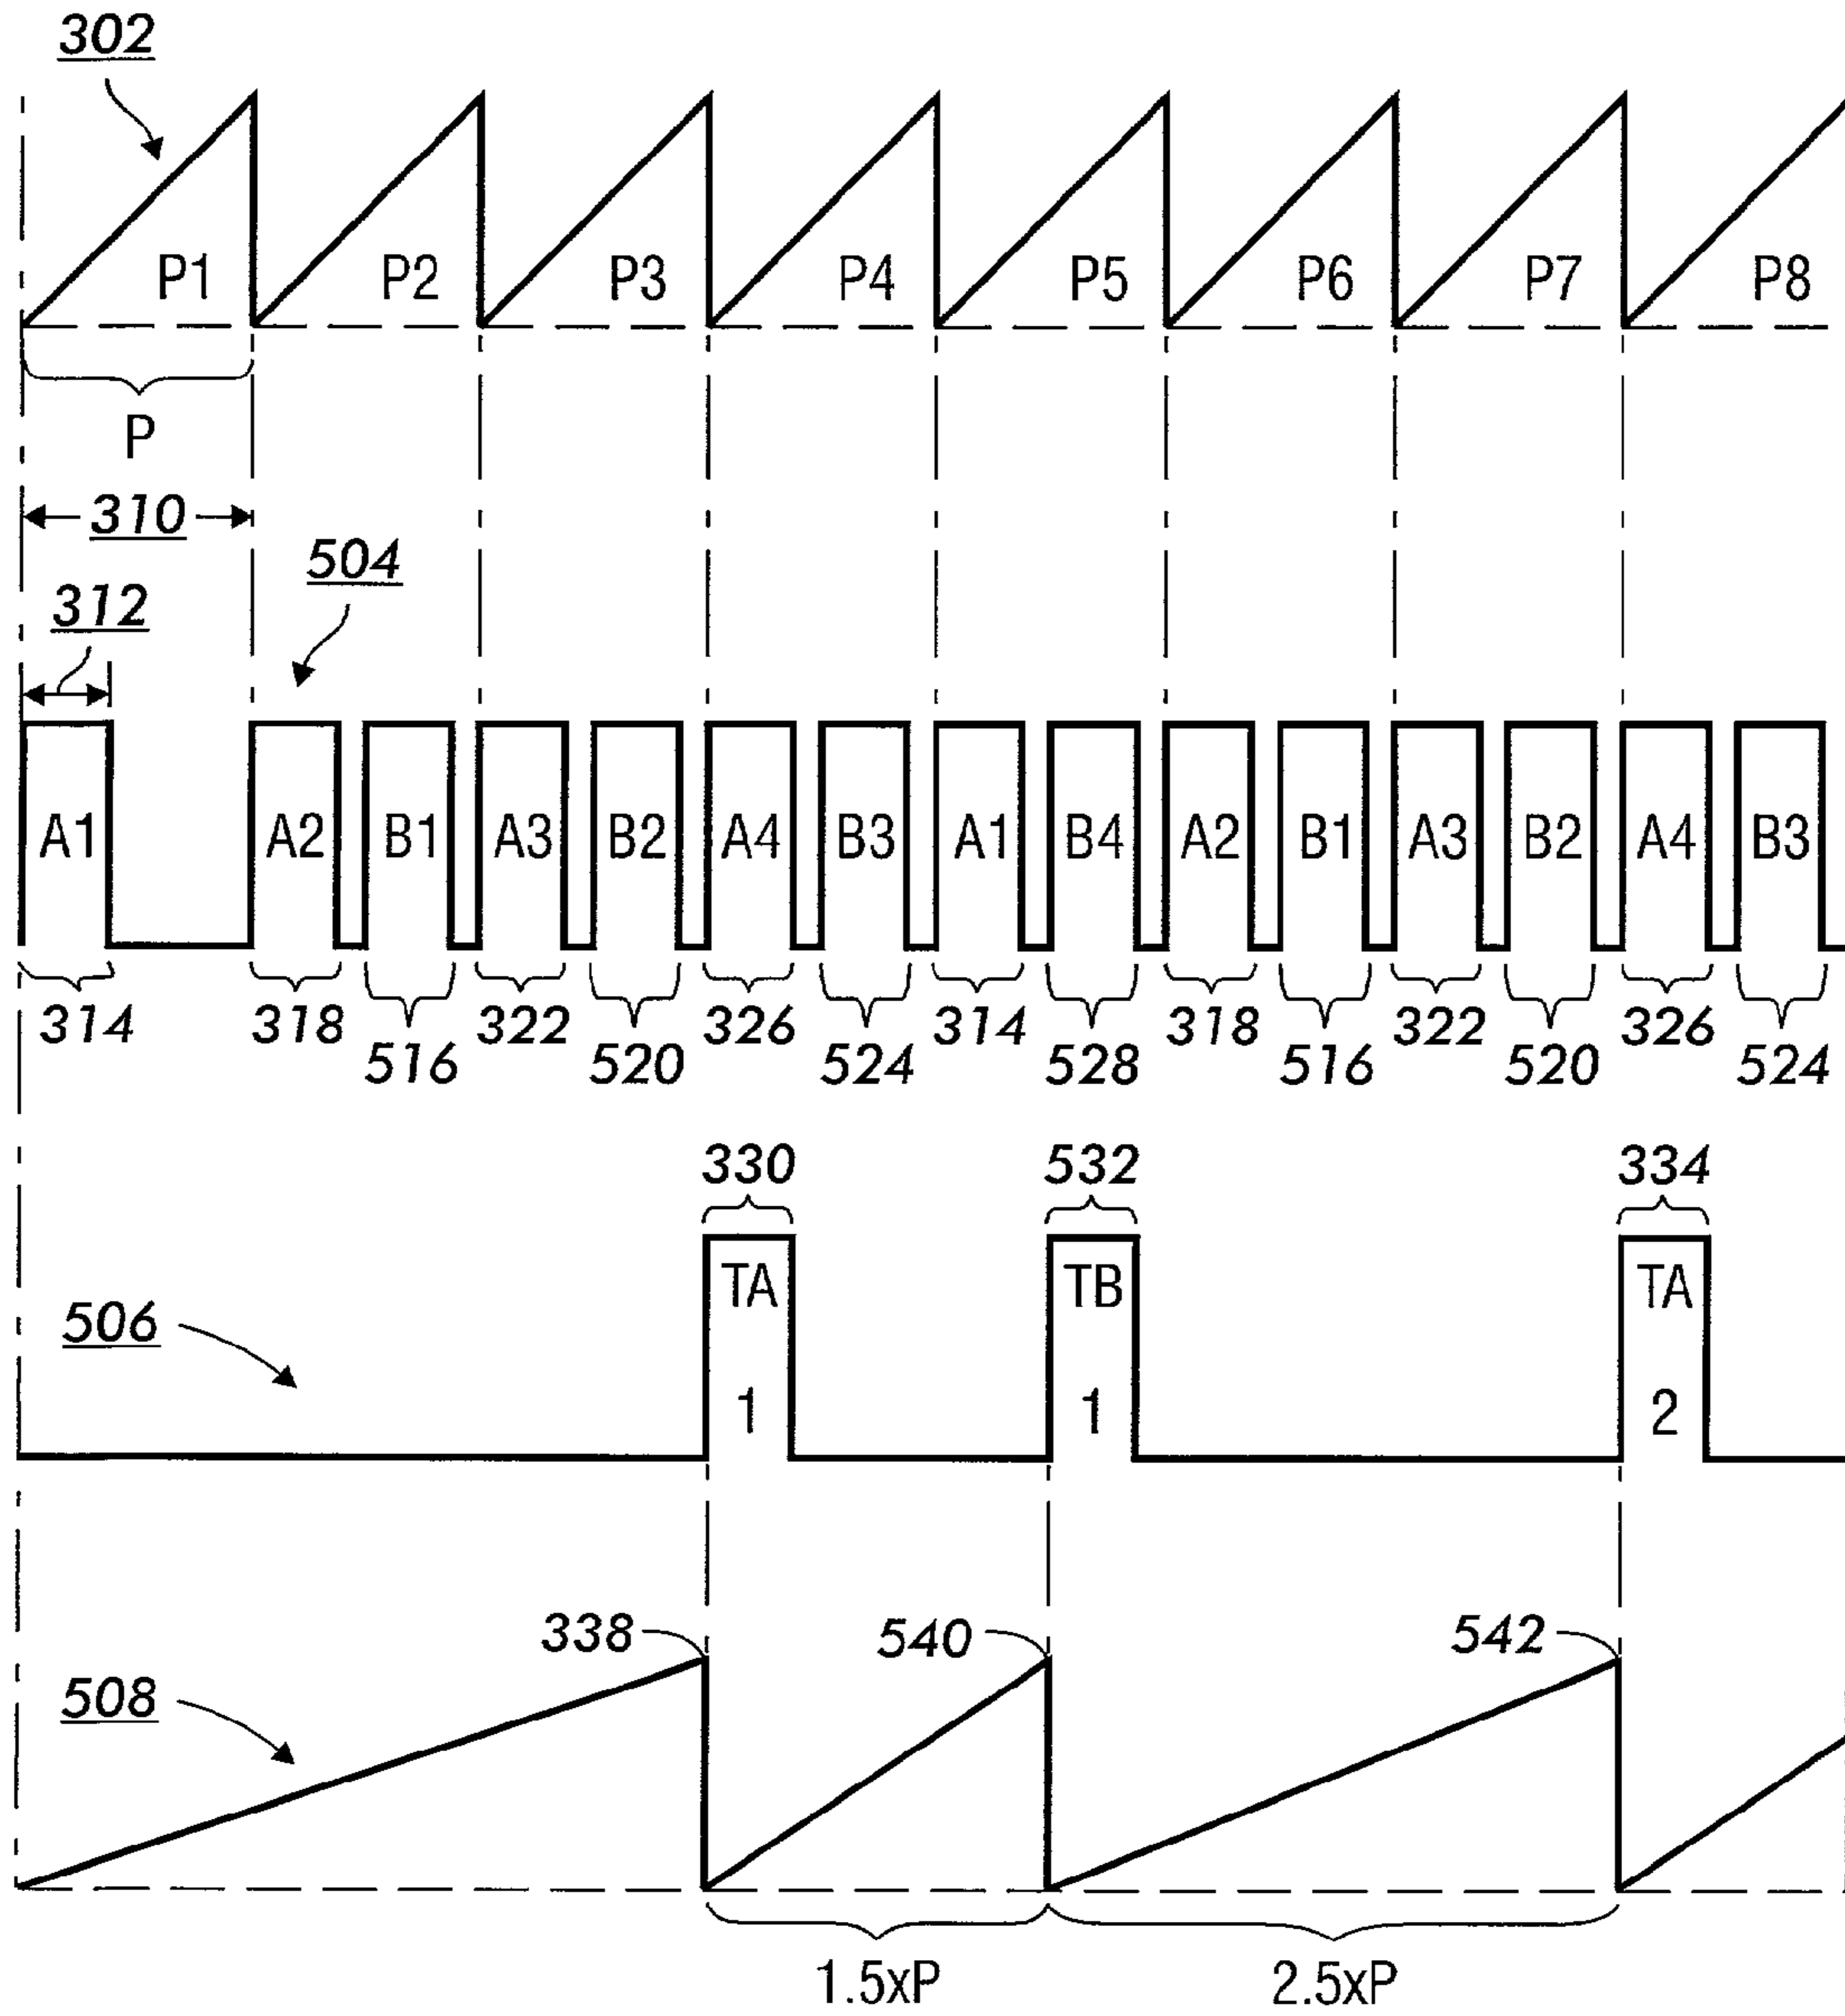 302
P1 P2 P3 P4 P5 P6 P7 P8
P
310
504
312
A1 A2 B1 A3 B2 A4 B3 A1 B4 A2 B1 A3 B2 A4 B3
314 318 322 326 314 318 322 326
516 520 524 528 516 520 524
330 532 334
TA TB TA
506
1 1 2
338 540 542
508
1.5xP 2.5xP